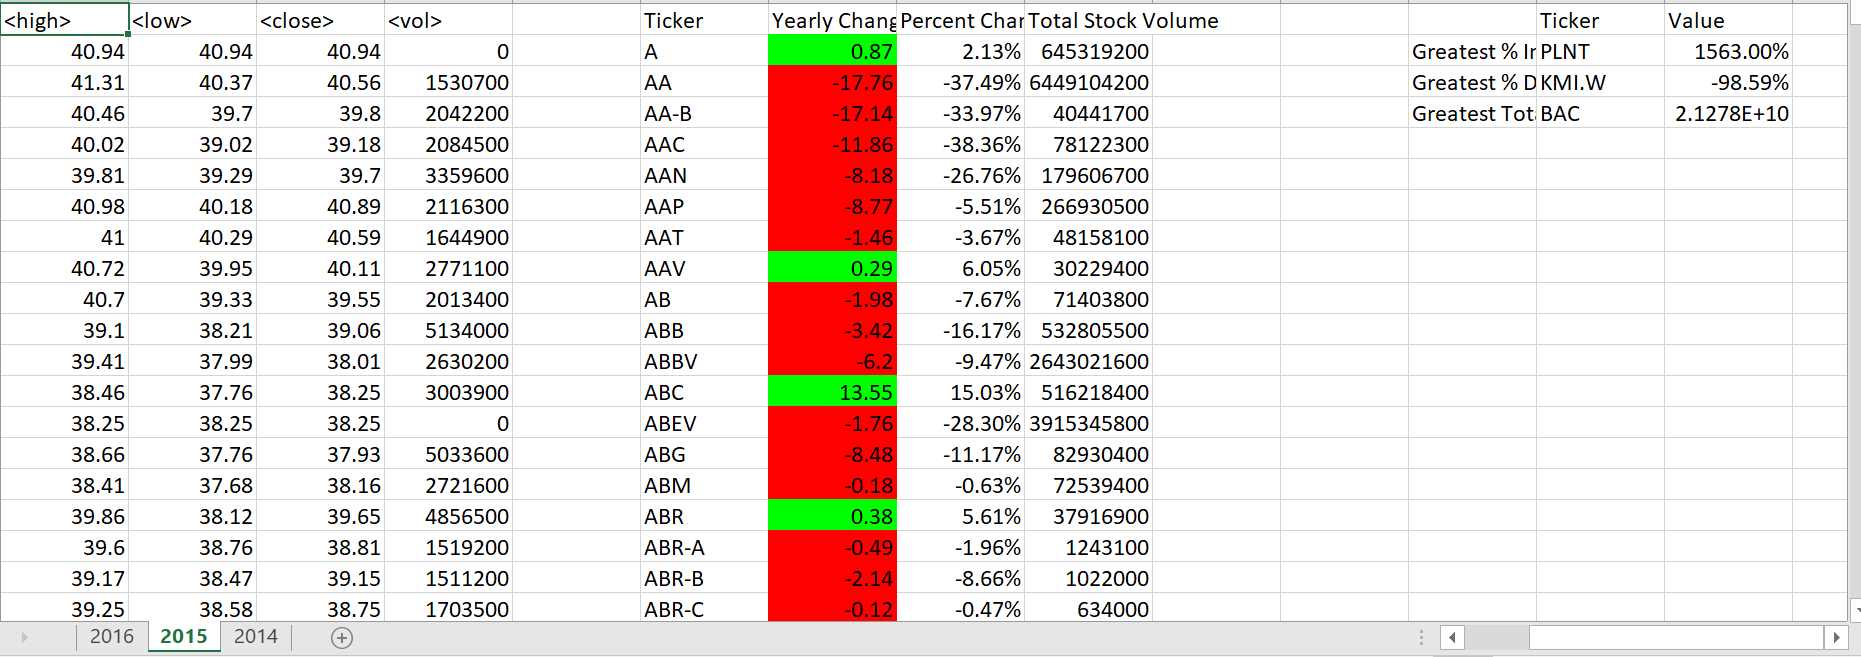 <high> <low> <close> <vol> Ticker Yearly Chang Percent Char Total Stock Volume Ticker Value
40.94 40.94 40.94 0 A 0.87 2.13% 645319200 Greatest % Ir PLNT 1563.00%
41.31 40.37 40.56 1530700 AA -17.76 -37.49% 6449104200 Greatest % D KMI.W -98.59%
40.46 39.7 39.8 2042200 AA-B -17.14 -33.97% 40441700 Greatest Tot BAC 2.1278E+10
40.02 39.02 39.18 2084500 AAC -11.86 -38.36% 78122300
39.81 39.29 39.7 3359600 AAN -8.18 -26.76% 179606700
40.98 40.18 40.89 2116300 AAP -8.77 -5.51% 266930500
41 40.29 40.59 1644900 AAT -1.46 -3.67% 48158100
40.72 39.95 40.11 2771100 AAV 0.29 6.05% 30229400
40.7 39.33 39.55 2013400 AB -1.98 -7.67% 71403800
39.1 38.21 39.06 5134000 ABB -3.42 -16.17% 532805500
39.41 37.99 38.01 2630200 ABBV -6.2 -9.47% 2643021600
38.46 37.76 38.25 3003900 ABC 13.55 15.03% 516218400
38.25 38.25 38.25 0 ABEV -1.76 -28.30% 3915345800
38.66 37.76 37.93 5033600 ABG -8.48 -11.17% 82930400
38.41 37.68 38.16 2721600 ABM -0.18 -0.63% 72539400
39.86 38.12 39.65 4856500 ABR 0.38 5.61% 37916900
39.6 38.76 38.81 1519200 ABR-A -0.49 -1.96% 1243100
39.17 38.47 39.15 1511200 ABR-B -2.14 -8.66% 1022000
39.25 38.58 38.75 1703500 ABR-C -0.12 -0.47% 634000
2016 2015 2014